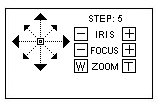 STEP: 5
− IRIS +
− FOCUS +
W ZOOM T